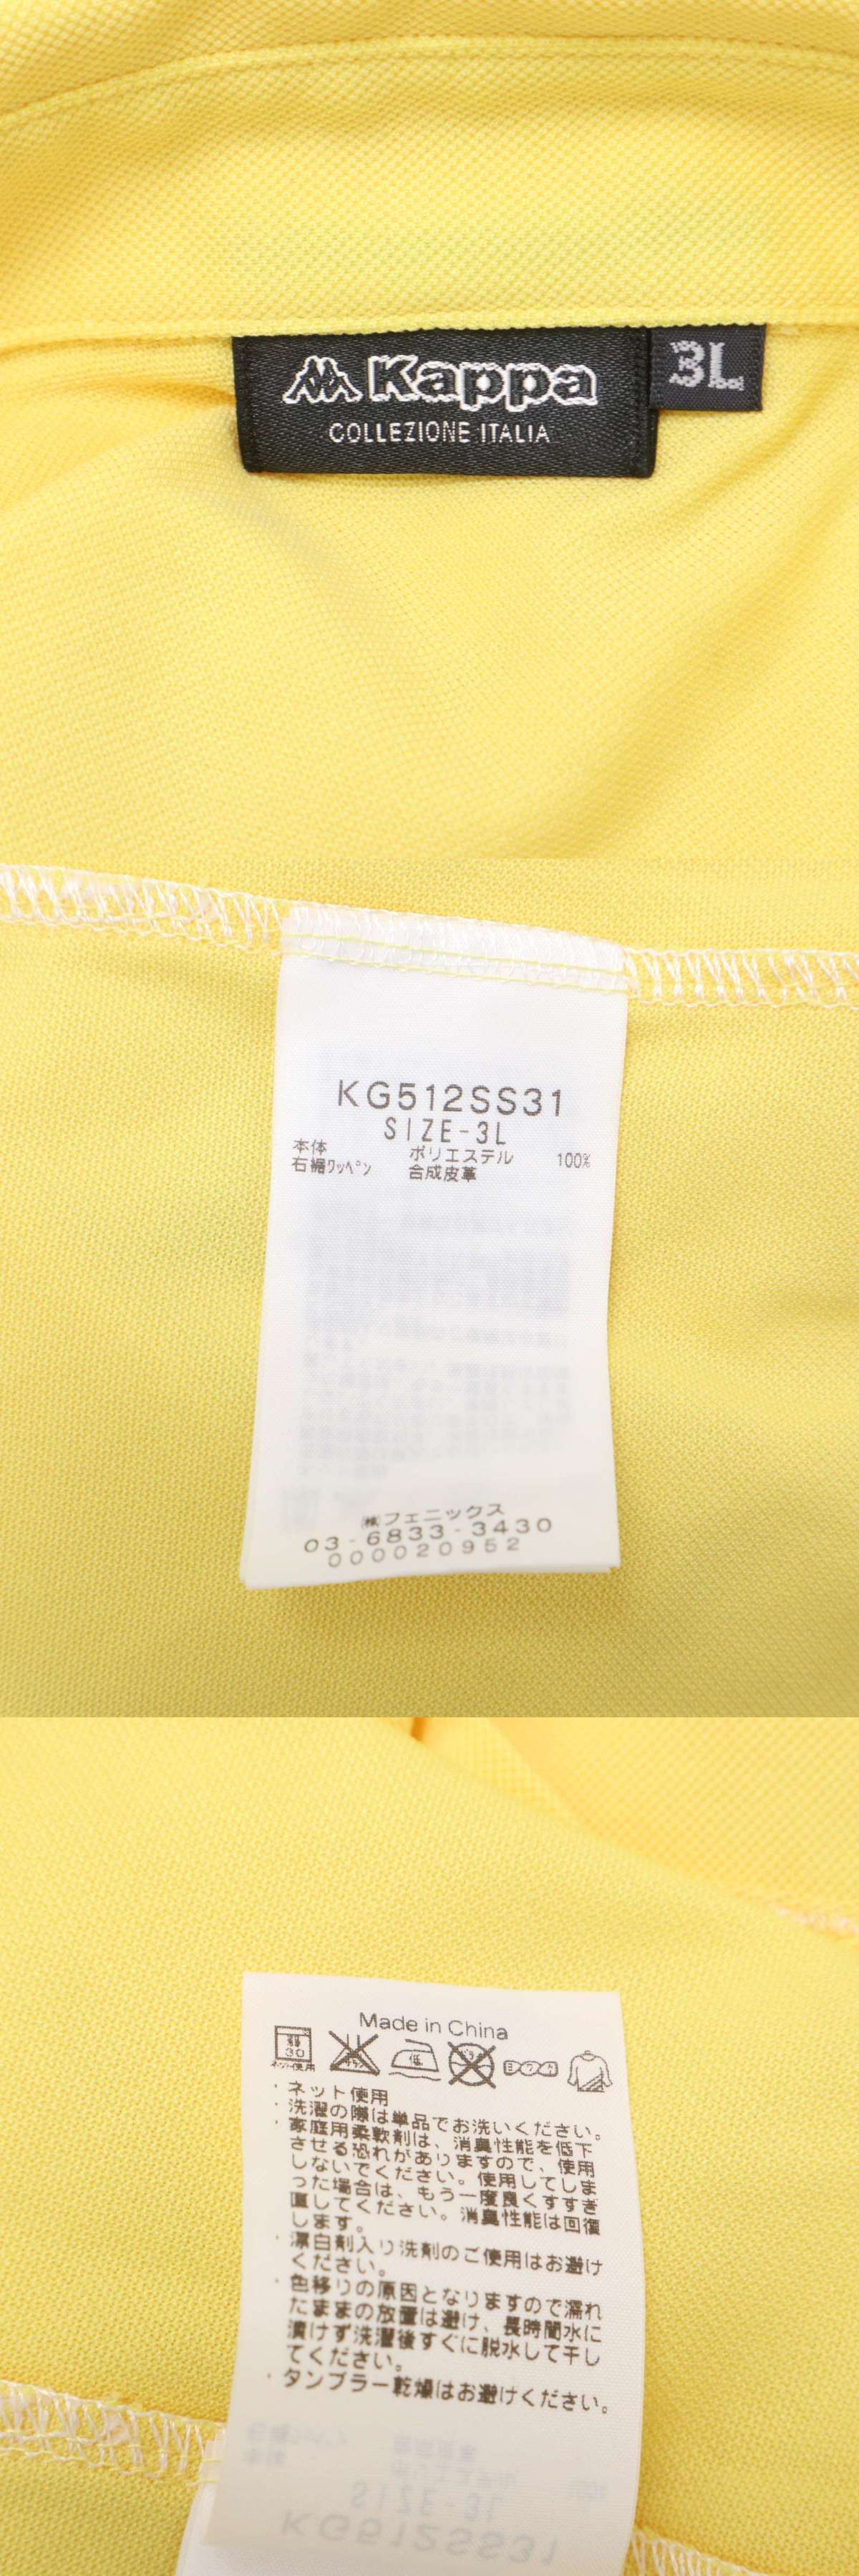 Kappa
COLLEZIONE ITALIA
3L
KG512SS31
SIZE-3L
本体 ポリエステル 100%
右裾ワッペン 合成皮革
㈱フェニックス
03-6833-3430
000020952
Made in China
30
ネット使用
低
・ネット使用
・洗濯の際は単品でお洗いください。
・家庭用柔軟剤は、消臭性能を低下
させる恐れがありますので、使用
しないでください。使用してしま
った場合は、もう一度良くすすぎ
直してください。消臭性能は回復
します。
・漂白剤入り洗剤のご使用はお避け
ください。
・色移りの原因となりますので濡れ
たままの放置は避け、長時間水に
漬けず洗濯後すぐに脱水して干し
てください。
・タンブラー乾燥はお避けください。